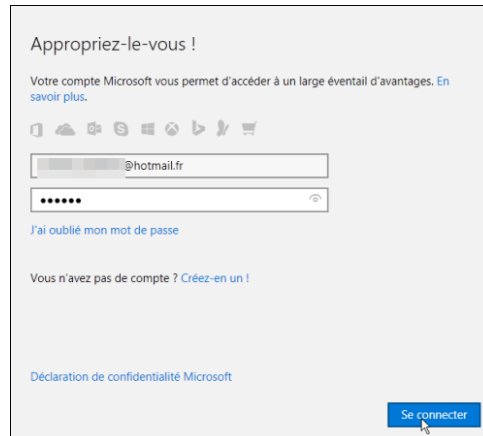 Appropriez-le-vous !
Votre compte Microsoft vous permet d'accéder à un large éventail d'avantages. En
savoir plus.
@hotmail.fr
••••••
J'ai oublié mon mot de passe
Vous n'avez pas de compte ? Créez-en un !
Déclaration de confidentialité Microsoft
Se connecter